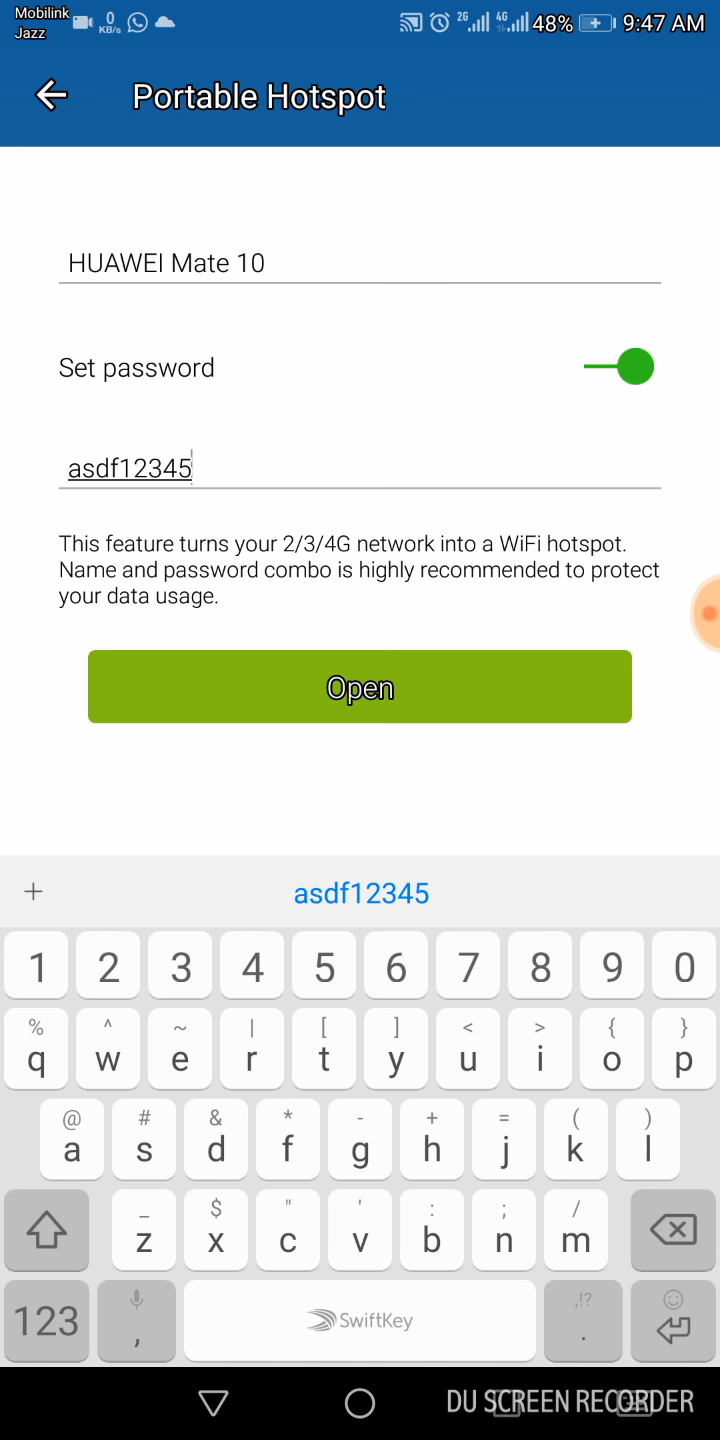 Mobilink
Jazz
0
KB/s
2G
4G
48%
9:47 AM
Portable Hotspot
HUAWEI Mate 10
Set password
asdf12345
This feature turns your 2/3/4G network into a WiFi hotspot.
Name and password combo is highly recommended to protect
your data usage.
Open
+ asdf12345
1 2 3 4 5 6 7 8 9 0
% ^ ~ | [ ] < > { }
q w e r t y u i o p
@ # & * - + = ( )
a s d f g h j k l
_ $ " ' : ; /
z x c v b n m
,!?
123 , SwiftKey .
DU SCREEN RECORDER